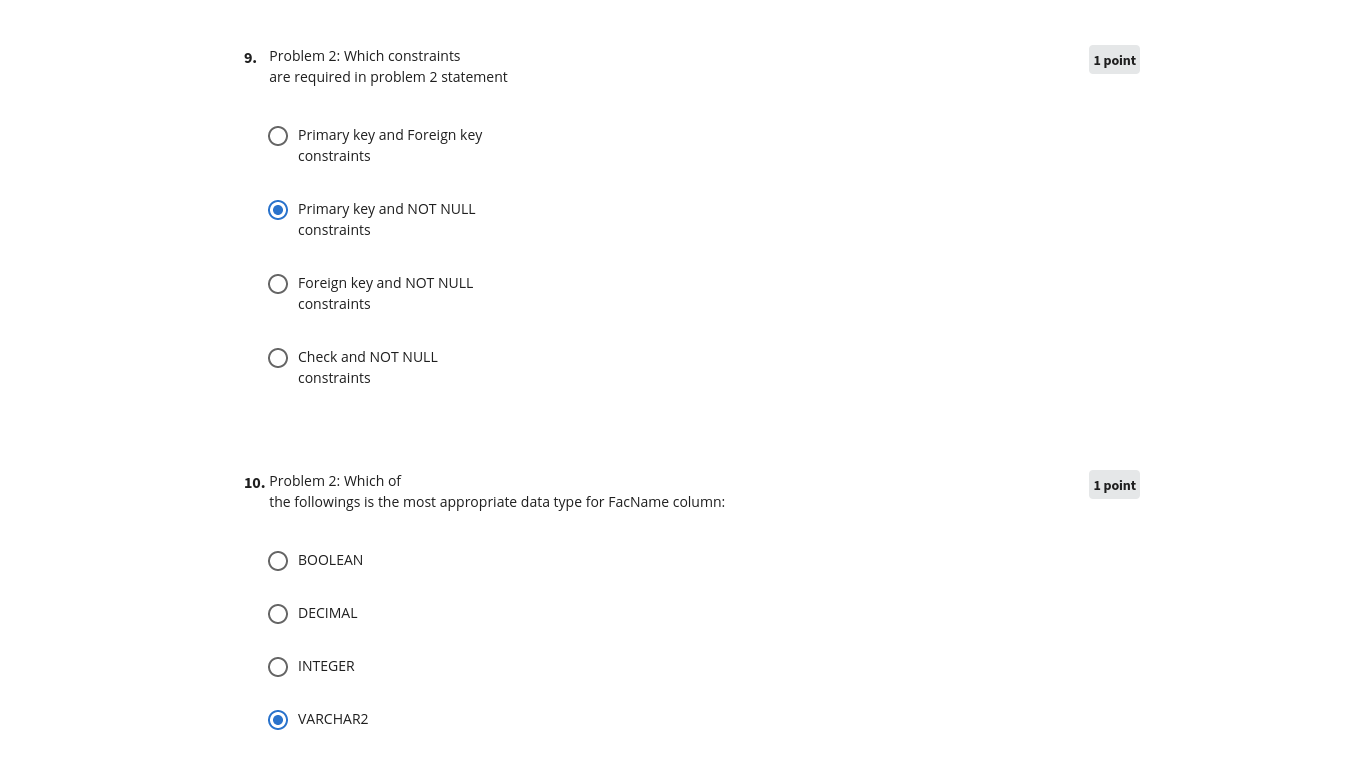 9.
Problem 2: Which constraints
are required in problem 2 statement
1 point
Primary key and Foreign key
constraints
Primary key and NOT NULL
constraints
Foreign key and NOT NULL
constraints
Check and NOT NULL
constraints
10.
Problem 2: Which of
the followings is the most appropriate data type for FacName column:
1 point
BOOLEAN
DECIMAL
INTEGER
VARCHAR2